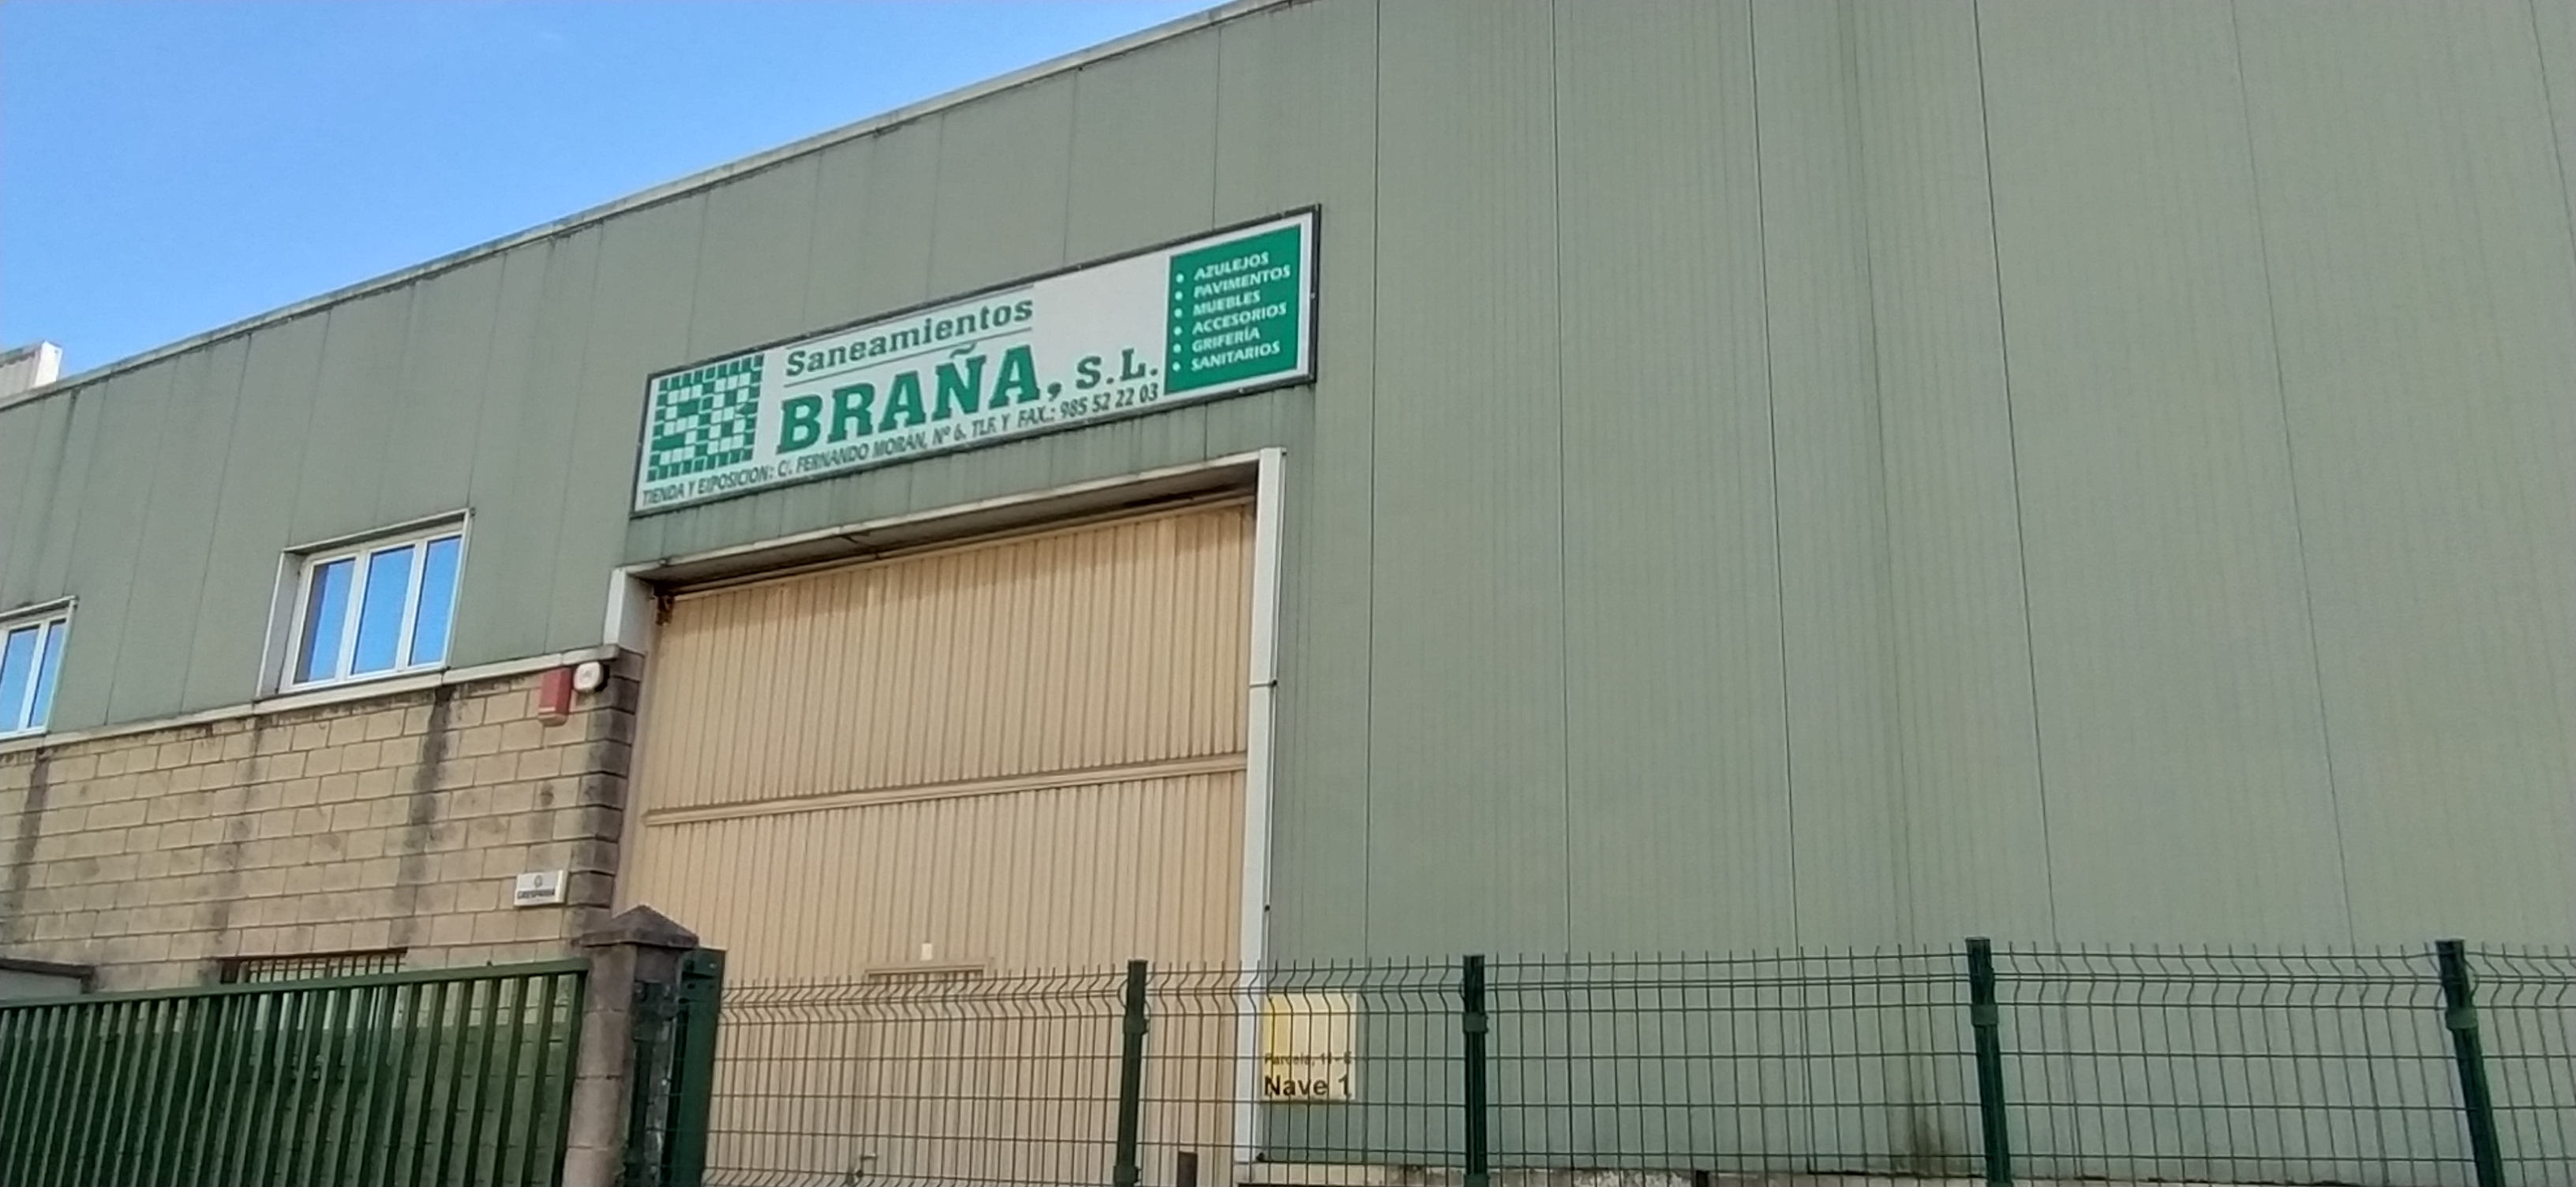 Saneamientos
BRAÑA, S.L.
TIENDA Y EXPOSICION: C/. FERNANDO MORÁN, Nº 6. TLF. Y FAX.: 985 52 22 03
• AZULEJOS
• PAVIMENTOS
• MUEBLES
• ACCESORIOS
• GRIFERÍA
• SANITARIOS
Nave 1